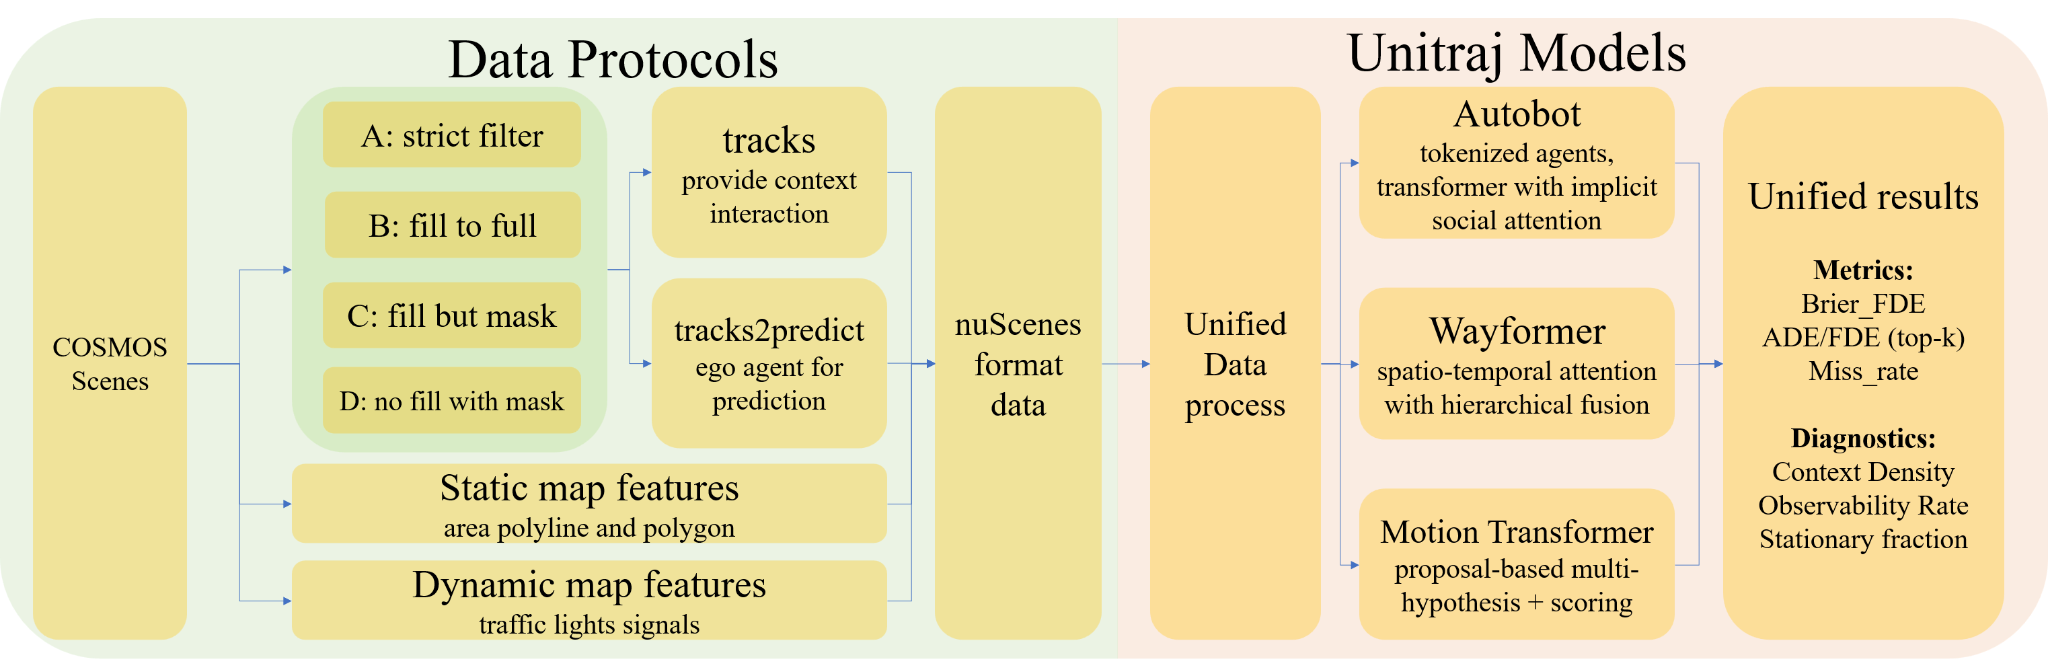 Data Protocols
Unitraj Models
COSMOS
Scenes
A: strict filter
B: fill to full
C: fill but mask
D: no fill with mask
tracks
provide context
interaction
tracks2predict
ego agent for
prediction
Static map features
area polyline and polygon
Dynamic map features
traffic lights signals
nuScenes
format
data
Unified
Data
process
Autobot
tokenized agents,
transformer with implicit
social attention
Wayformer
spatio-temporal attention
with hierarchical fusion
Motion Transformer
proposal-based multi-
hypothesis + scoring
Unified results
Metrics:
Brier_FDE
ADE/FDE (top-k)
Miss_rate
Diagnostics:
Context Density
Observability Rate
Stationary fraction